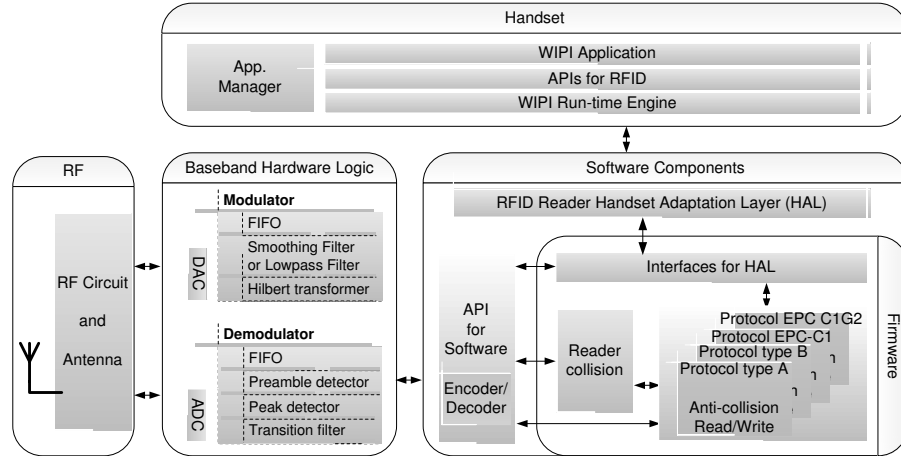 Handset
App.
Manager
WIPI Application
APIs for RFID
WIPI Run-time Engine
RF
RF Circuit
and
Antenna
Baseband Hardware Logic
Modulator
DAC
FIFO
Smoothing Filter
or Lowpass Filter
Hilbert transformer
Demodulator
ADC
FIFO
Preamble detector
Peak detector
Transition filter
Software Components
RFID Reader Handset Adaptation Layer (HAL)
API
for
Software
Encoder/
Decoder
Interfaces for HAL
Reader
collision
Protocol EPC C1G2
Protocol EPC-C1
Protocol type B
Protocol type A
Anti-collision
Read/Write
Firmware